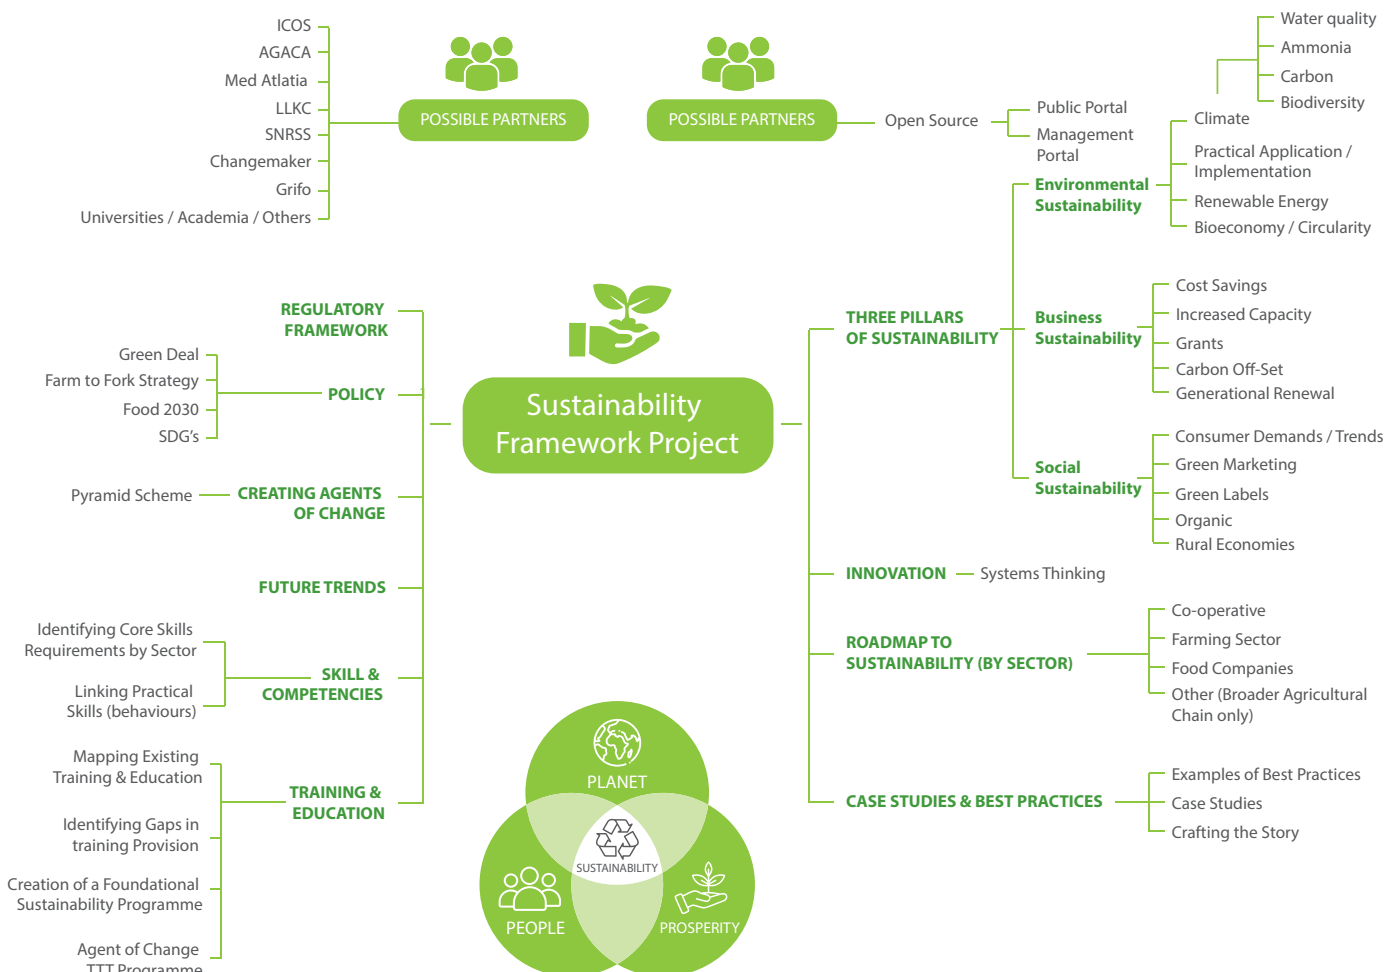 ICOS
AGACA
Med Atlatia
LLKC
SNRSS
Changemaker
Grifo
Universities / Academia / Others
POSSIBLE PARTNERS
POSSIBLE PARTNERS
Open Source
Public Portal
Management
Portal
Water quality
Ammonia
Carbon
Biodiversity
Climate
Practical Application /
Implementation
Renewable Energy
Bioeconomy / Circularity
Environmental
Sustainability
REGULATORY
FRAMEWORK
Green Deal
Farm to Fork Strategy
Food 2030
SDG's
POLICY
Pyramid Scheme
CREATING AGENTS
OF CHANGE
FUTURE TRENDS
Identifying Core Skills
Requirements by Sector
Linking Practical
Skills (behaviours)
SKILL &
COMPETENCIES
Mapping Existing
Training & Education
Identifying Gaps in
training Provision
Creation of a Foundational
Sustainability Programme
Agent of Change
TTT Programme
TRAINING &
EDUCATION
Sustainability
Framework Project
THREE PILLARS
OF SUSTAINABILITY
Business
Sustainability
Cost Savings
Increased Capacity
Grants
Carbon Off-Set
Generational Renewal
Social
Sustainability
Consumer Demands / Trends
Green Marketing
Green Labels
Organic
Rural Economies
INNOVATION
Systems Thinking
ROADMAP TO
SUSTAINABILITY (BY SECTOR)
Co-operative
Farming Sector
Food Companies
Other (Broader Agricultural
Chain only)
CASE STUDIES & BEST PRACTICES
Examples of Best Practices
Case Studies
Crafting the Story
PLANET
SUSTAINABILITY
PEOPLE
PROSPERITY